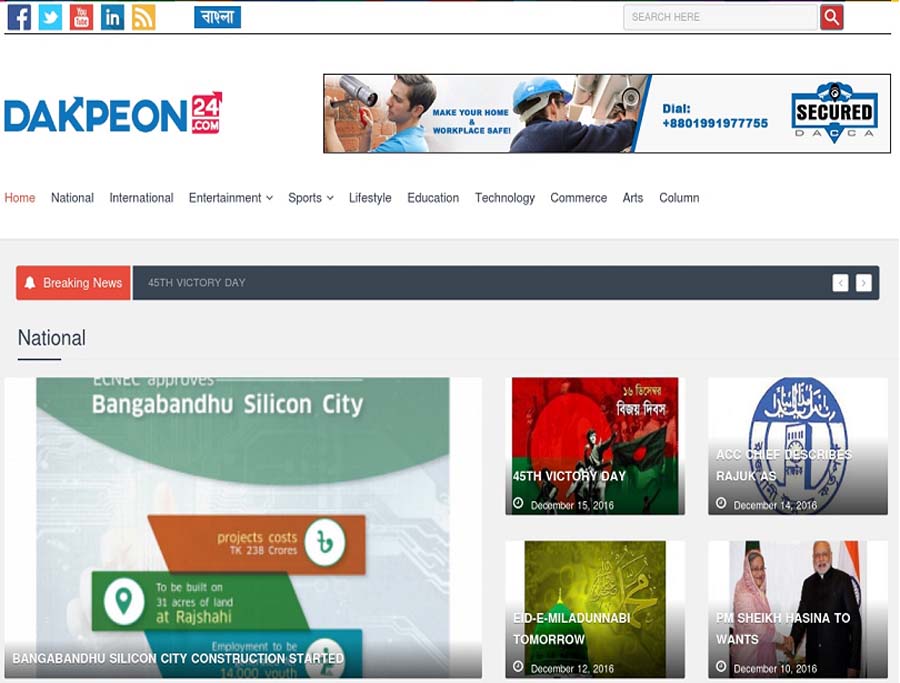 You
Tube
বাংলা
SEARCH HERE
DAKPEON 24
.COM
MAKE YOUR HOME
&
WORKPLACE SAFE!
Dial:
+8801991977755
SECURED
DACCA
Home National International Entertainment Sports Lifestyle Education Technology Commerce Arts Column
Breaking News 45TH VICTORY DAY
National
ECNEC approves
Bangabandhu Silicon City
projects costs
TK 238 Crores
To be built on
31 acres of land
at Rajshahi
Employment to be
14,000 youth
BANGABANDHU SILICON CITY CONSTRUCTION STARTED
১৬ ডিসেম্বর
বিজয় দিবস
45TH VICTORY DAY
December 15, 2016
ACC CHIEF DESCRIBES
RAJUK AS
December 14, 2016
EID-E-MILADUNNABI
TOMORROW
December 12, 2016
PM SHEIKH HASINA TO
WANTS
December 10, 2016